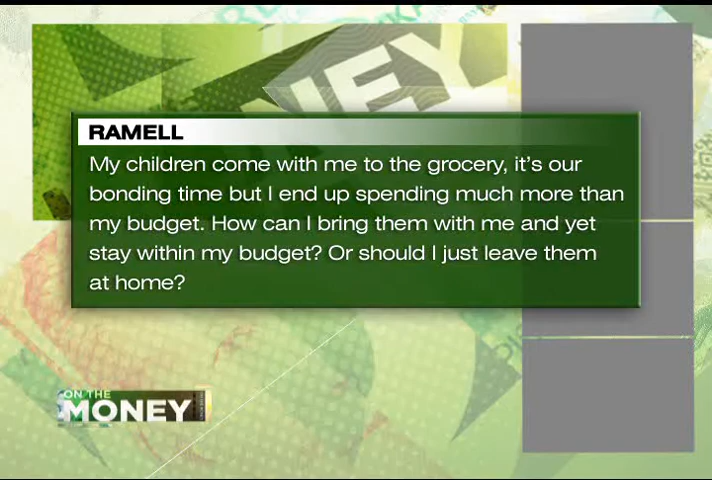 NEY
RAMELL
My children come with me to the grocery, it's our
bonding time but I end up spending much more than
my budget. How can I bring them with me and yet
stay within my budget? Or should I just leave them
at home?
ON THE
MONEY